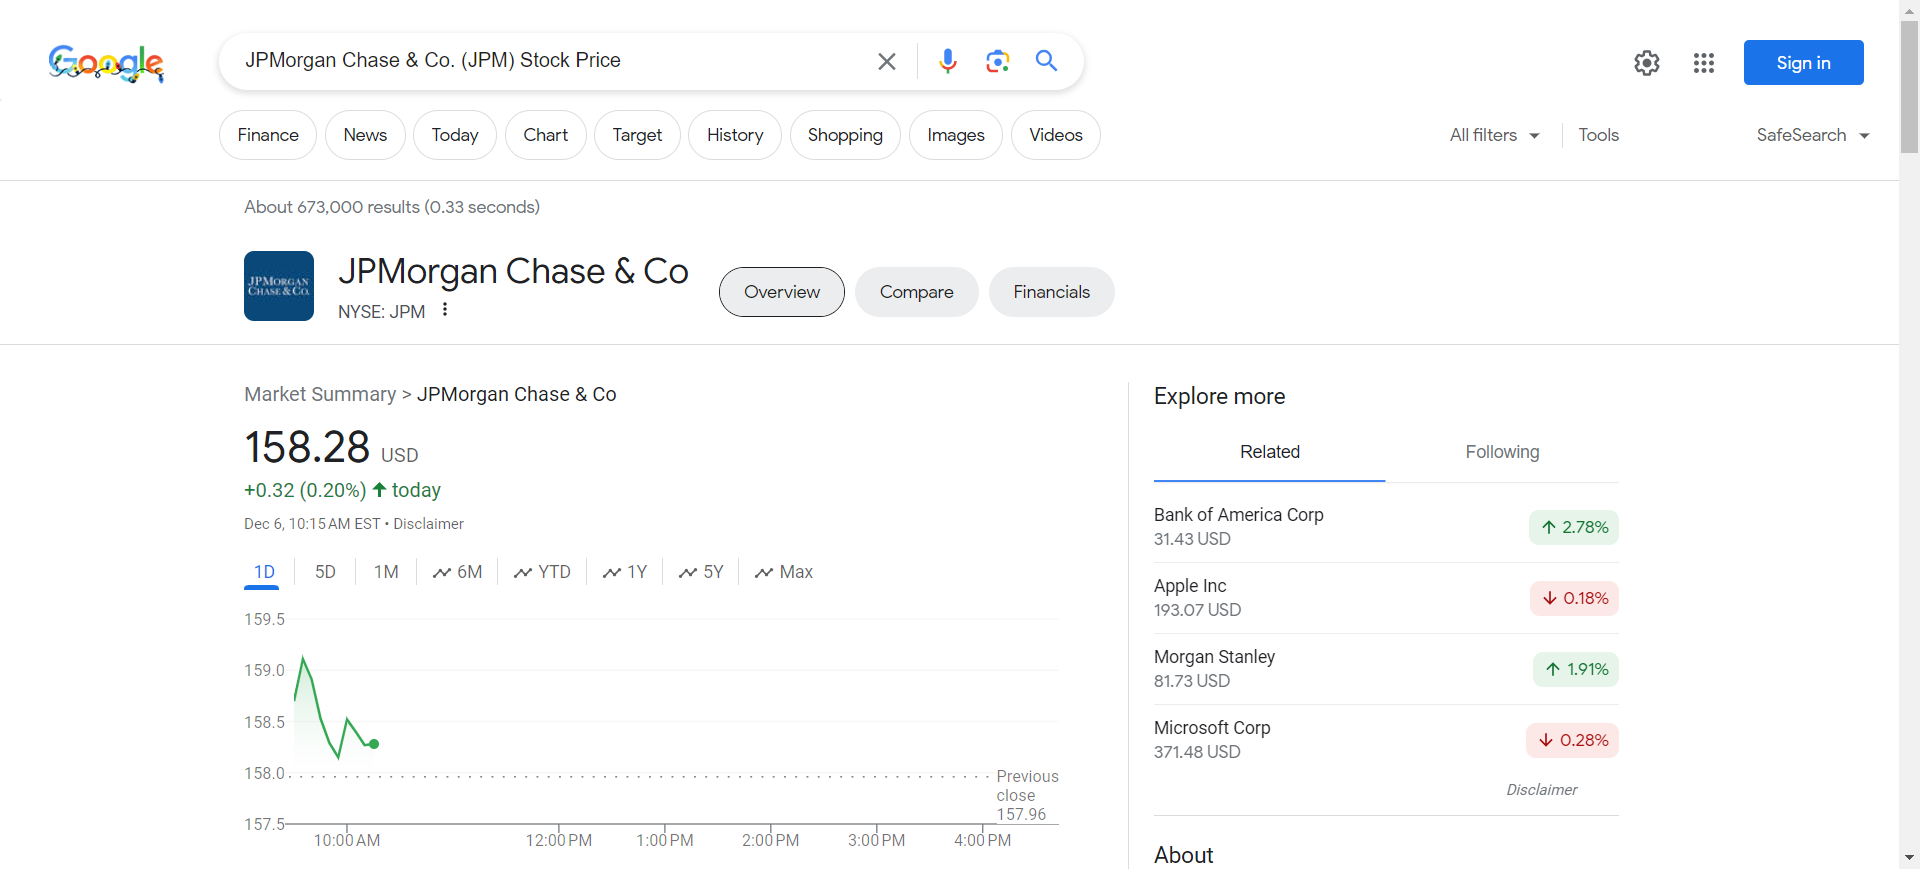 Google
JPMorgan Chase & Co. (JPM) Stock Price
Sign in
Finance
News
Today
Chart
Target
History
Shopping
Images
Videos
All filters
Tools
SafeSearch
About 673,000 results (0.33 seconds)
JPMORGAN
CHASE & CO.
JPMorgan Chase & Co
NYSE: JPM
Overview
Compare
Financials
Market Summary > JPMorgan Chase & Co
158.28 USD
+0.32 (0.20%) today
Dec 6, 10:15 AM EST • Disclaimer
1D
5D
1M
6M
YTD
1Y
5Y
Max
159.5
159.0
158.5
158.0
157.5
Previous
close
157.96
10:00 AM
12:00 PM
1:00 PM
2:00 PM
3:00 PM
4:00 PM
Explore more
Related
Following
Bank of America Corp
31.43 USD
2.78%
Apple Inc
193.07 USD
0.18%
Morgan Stanley
81.73 USD
1.91%
Microsoft Corp
371.48 USD
0.28%
Disclaimer
About